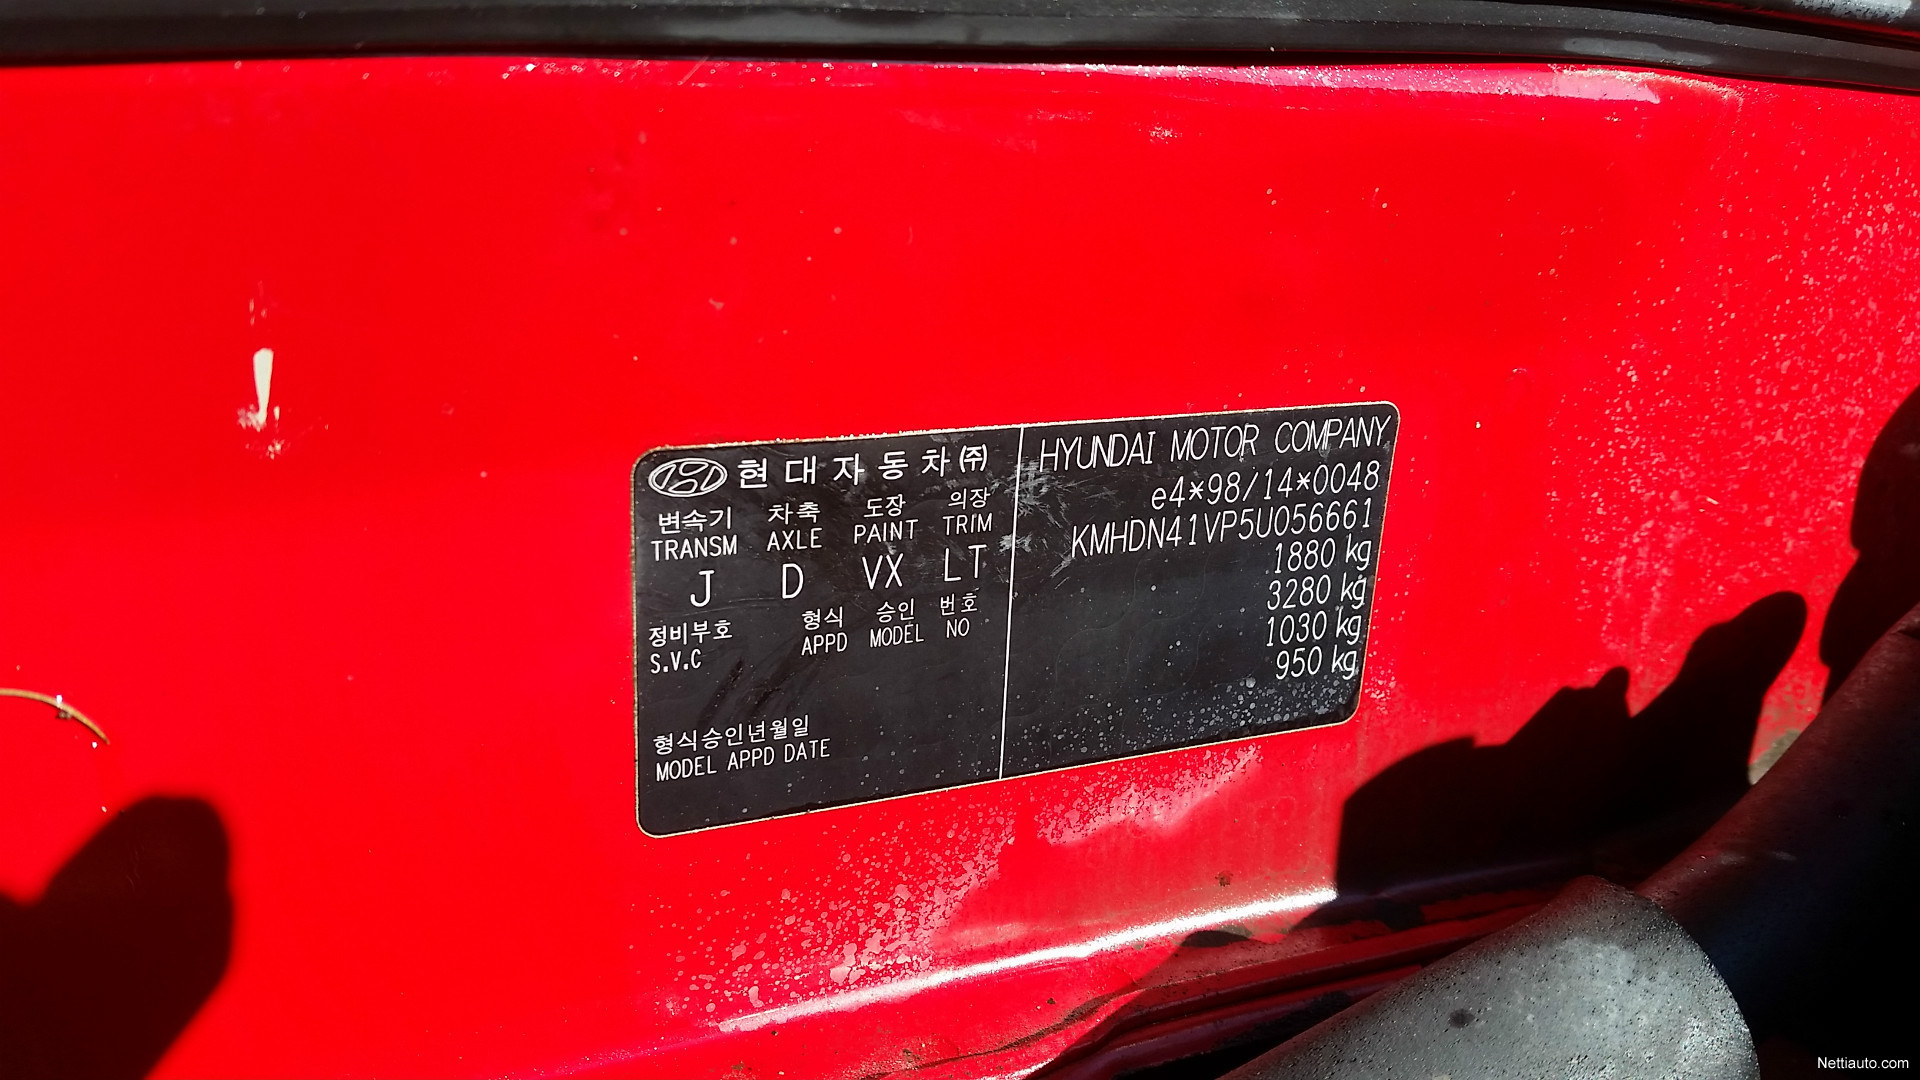 현대자동차㈜
변속기 차축 도장 의장
TRANSM AXLE PAINT TRIM
J D VX LT
정비부호 형식 승인 번호
S.V.C APPD MODEL NO
형식승인년월일
MODEL APPD DATE
HYUNDAI MOTOR COMPANY
e4*98/14*0048
KMHDN41VP5U056661
1880 kg
3280 kg
1030 kg
950 kg
Nettiauto.com